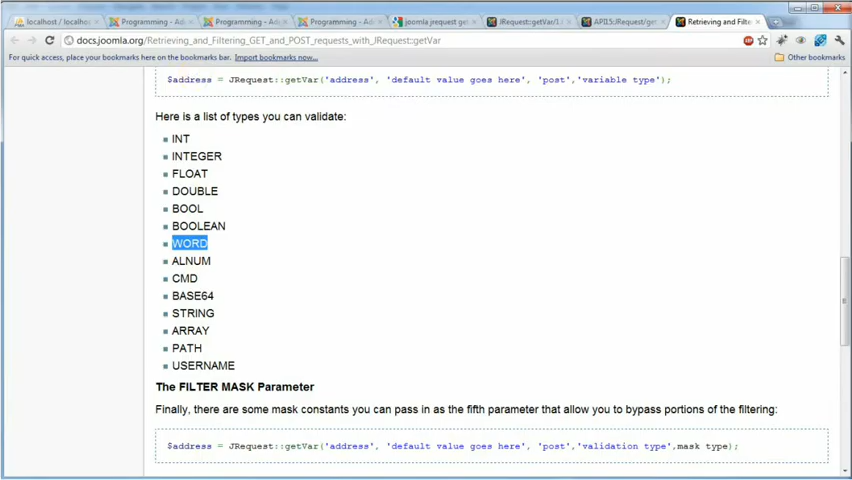 localhost / localho
Programming - Ad
Programming - Ad
Programming - Ad
joomla jrequest ge
JRequest::getVar/1.
API15:JRequest/get
Retrieving and Filte
docs.joomla.org/Retrieving_and_Filtering_GET_and_POST_requests_with_JRequest::getVar
For quick access, place your bookmarks here on the bookmarks bar. Import bookmarks now...
Other bookmarks
$address = JRequest::getVar('address', 'default value goes here', 'post','variable type');
Here is a list of types you can validate:
INT
INTEGER
FLOAT
DOUBLE
BOOL
BOOLEAN
WORD
ALNUM
CMD
BASE64
STRING
ARRAY
PATH
USERNAME
The FILTER MASK Parameter
Finally, there are some mask constants you can pass in as the fifth parameter that allow you to bypass portions of the filtering:
$address = JRequest::getVar('address', 'default value goes here', 'post','validation type',mask type);